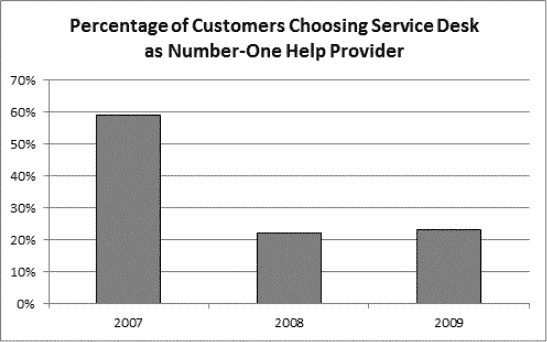 Percentage of Customers Choosing Service Desk
as Number-One Help Provider
70%
60%
50%
40%
30%
20%
10%
0%
2007 2008 2009